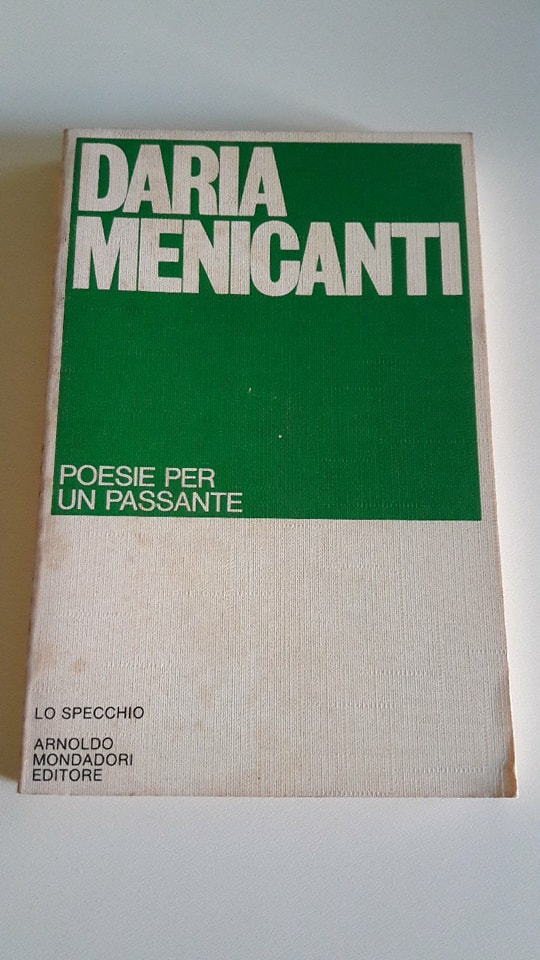 DARIA
MENICANTI
POESIE PER
UN PASSANTE
LO SPECCHIO
ARNOLDO
MONDADORI
EDITORE